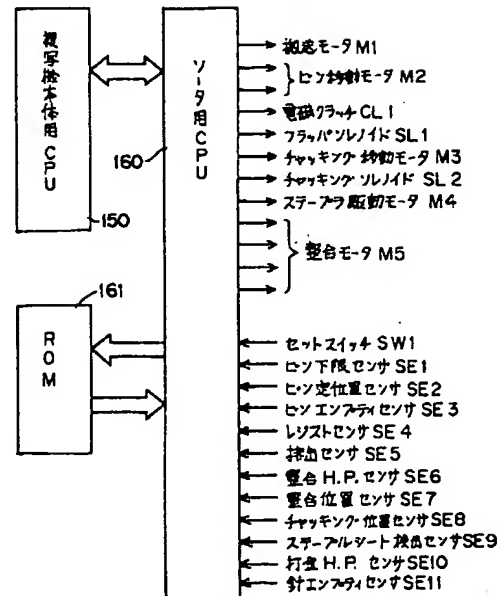 複写機本体用CPU
150
ソータ用CPU
160
161
ROM
搬送モータ M1
ビン移動モータ M2
電磁クラッチ CL1
フラッパソレノイド SL1
チャッキング移動モータ M3
チャッキングソレノイド SL2
ステープラ駆動モータ M4
整合モータ M5
セットスイッチ SW1
ビン下限センサ SE1
ビン定位置センサ SE2
ビンエンプティセンサ SE3
レジストセンサ SE4
排出センサ SE5
整合H.P.センサ SE6
整合位置センサ SE7
チャッキング位置センサ SE8
ステープルシート検出センサ SE9
打針H.P.センサ SE10
針エンプティセンサ SE11